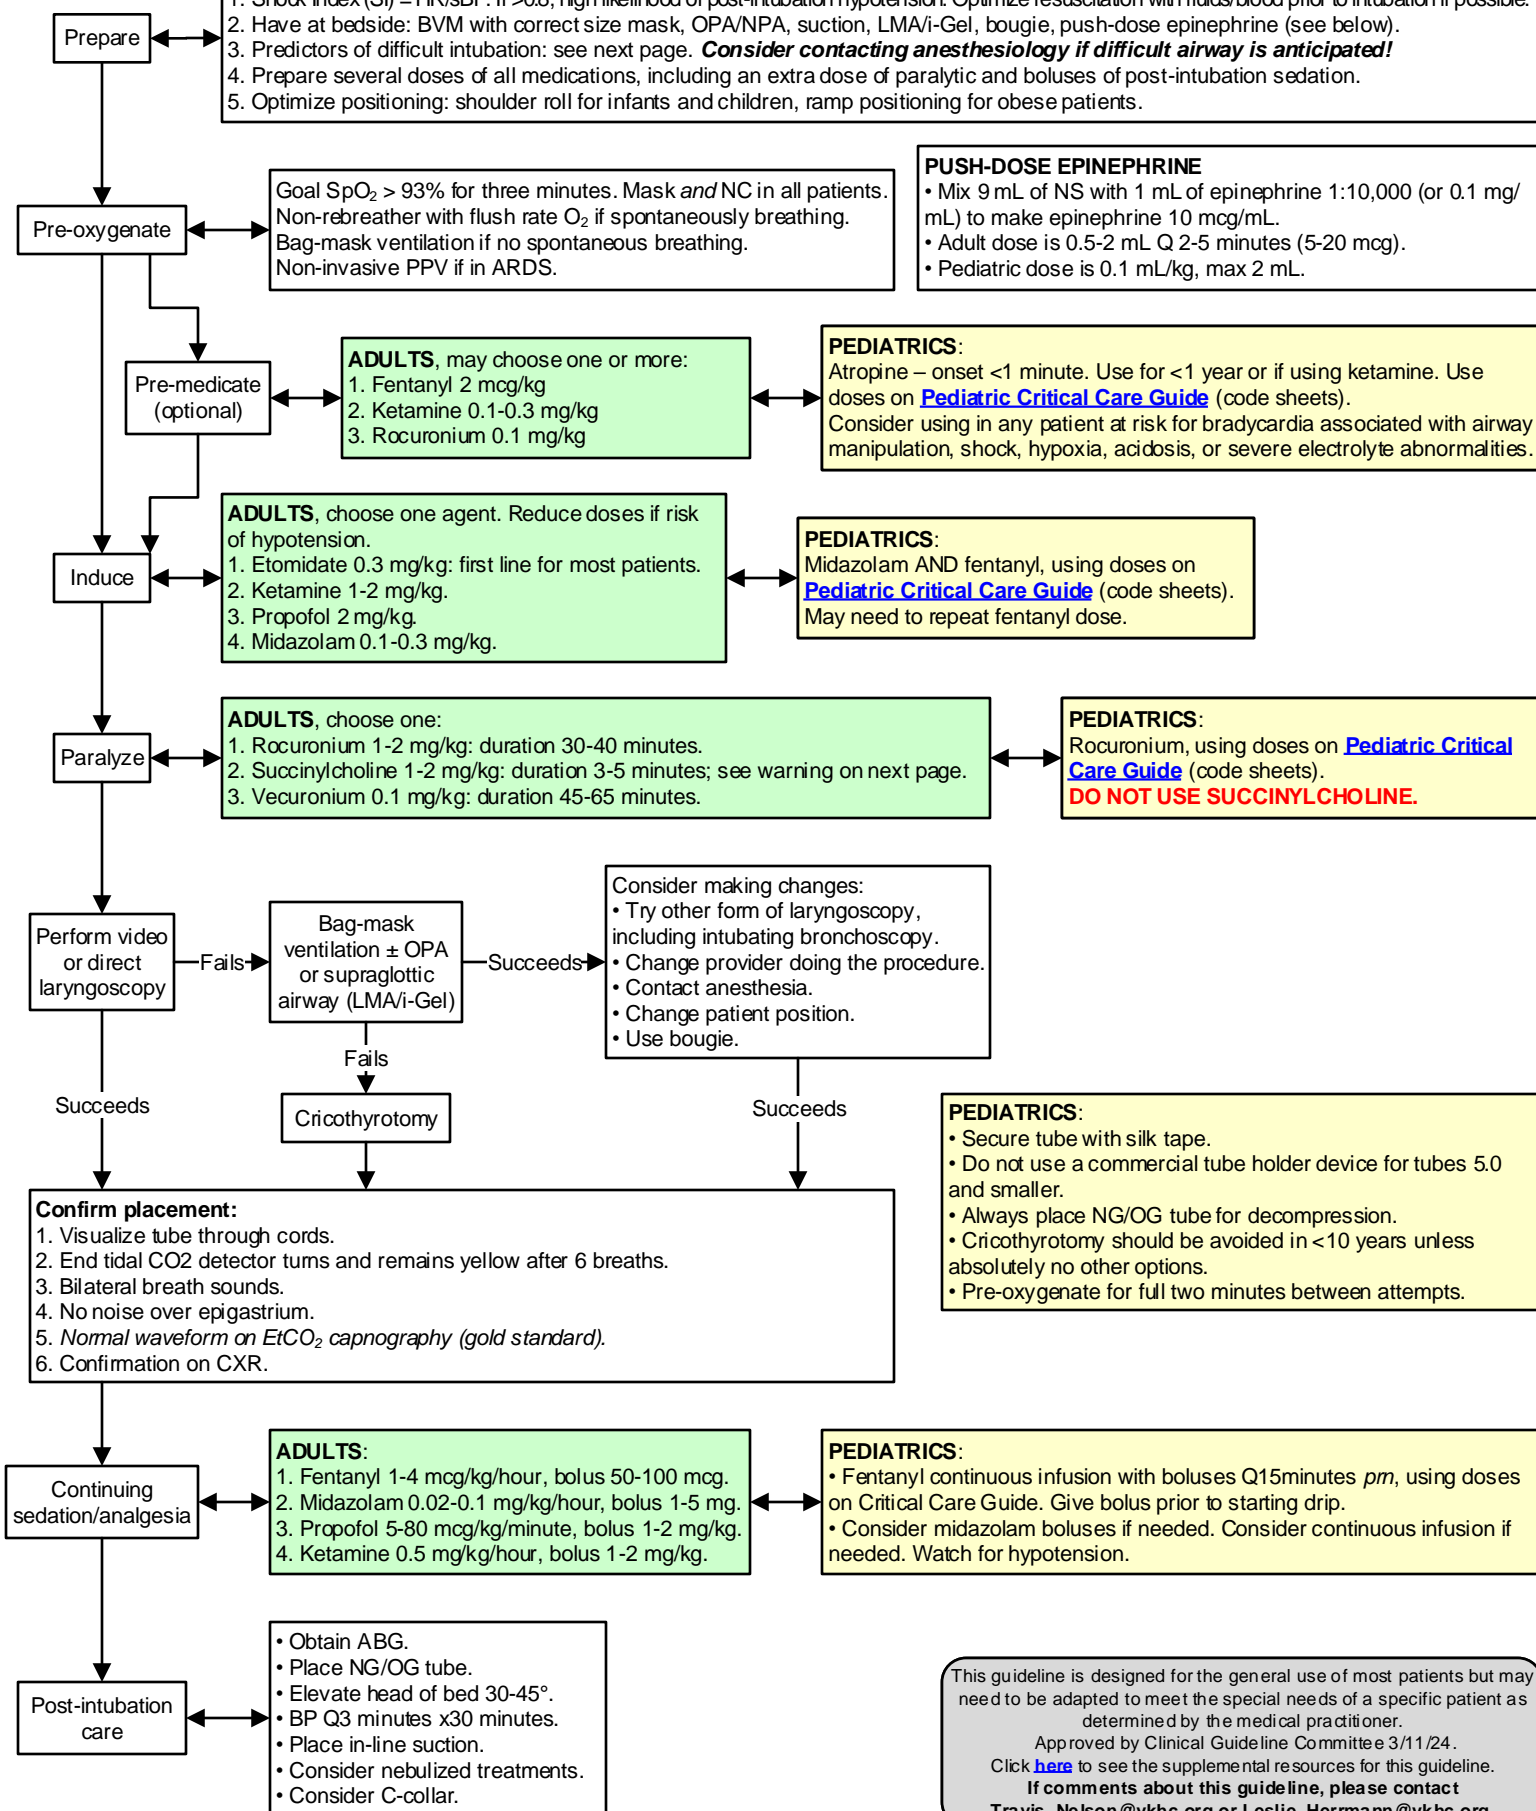 1. Shock Index (SI) = HR/sBP. If >0.8, high likelihood of post-intubation hypotension. Optimize resuscitation with fluids/blood prior to intubation if possible.
Prepare
2. Have at bedside: BVM with correct size mask, OPA/NPA, suction, LMA/i-Gel, bougie, push-dose epinephrine (see below).
3. Predictors of difficult intubation: see next page. Consider contacting anesthesiology if difficult airway is anticipated!
4. Prepare several doses of all medications, including an extra dose of paralytic and boluses of post-intubation sedation.
5. Optimize positioning: shoulder roll for infants and children, ramp positioning for obese patients.
Pre-oxygenate
Goal SpO2 > 93% for three minutes. Mask and NC in all patients.
Non-rebreather with flush rate O2 if spontaneously breathing.
Bag-mask ventilation if no spontaneous breathing.
Non-invasive PPV if in ARDS.
PUSH-DOSE EPINEPHRINE
• Mix 9 mL of NS with 1 mL of epinephrine 1:10,000 (or 0.1 mg/
mL) to make epinephrine 10 mcg/mL.
• Adult dose is 0.5-2 mL Q 2-5 minutes (5-20 mcg).
• Pediatric dose is 0.1 mL/kg, max 2 mL.
Pre-medicate
(optional)
ADULTS, may choose one or more:
1. Fentanyl 2 mcg/kg
2. Ketamine 0.1-0.3 mg/kg
3. Rocuronium 0.1 mg/kg
PEDIATRICS:
Atropine – onset <1 minute. Use for <1 year or if using ketamine. Use
doses on Pediatric Critical Care Guide (code sheets).
Consider using in any patient at risk for bradycardia associated with airway
manipulation, shock, hypoxia, acidosis, or severe electrolyte abnormalities.
Induce
ADULTS, choose one agent. Reduce doses if risk
of hypotension.
1. Etomidate 0.3 mg/kg: first line for most patients.
2. Ketamine 1-2 mg/kg.
3. Propofol 2 mg/kg.
4. Midazolam 0.1-0.3 mg/kg.
PEDIATRICS:
Midazolam AND fentanyl, using doses on
Pediatric Critical Care Guide (code sheets).
May need to repeat fentanyl dose.
Paralyze
ADULTS, choose one:
1. Rocuronium 1-2 mg/kg: duration 30-40 minutes.
2. Succinylcholine 1-2 mg/kg: duration 3-5 minutes; see warning on next page.
3. Vecuronium 0.1 mg/kg: duration 45-65 minutes.
PEDIATRICS:
Rocuronium, using doses on Pediatric Critical
Care Guide (code sheets).
DO NOT USE SUCCINYLCHOLINE.
Perform video
or direct
laryngoscopy
Fails
Bag-mask
ventilation ± OPA
or supraglottic
airway (LMA/i-Gel)
Succeeds
Consider making changes:
• Try other form of laryngoscopy,
including intubating bronchoscopy.
• Change provider doing the procedure.
• Contact anesthesia.
• Change patient position.
• Use bougie.
Fails
Succeeds
Cricothyrotomy
Succeeds
PEDIATRICS:
• Secure tube with silk tape.
• Do not use a commercial tube holder device for tubes 5.0
and smaller.
• Always place NG/OG tube for decompression.
• Cricothyrotomy should be avoided in <10 years unless
absolutely no other options.
• Pre-oxygenate for full two minutes between attempts.
Confirm placement:
1. Visualize tube through cords.
2. End tidal CO2 detector turns and remains yellow after 6 breaths.
3. Bilateral breath sounds.
4. No noise over epigastrium.
5. Normal waveform on EtCO2 capnography (gold standard).
6. Confirmation on CXR.
Continuing
sedation/analgesia
ADULTS:
1. Fentanyl 1-4 mcg/kg/hour, bolus 50-100 mcg.
2. Midazolam 0.02-0.1 mg/kg/hour, bolus 1-5 mg.
3. Propofol 5-80 mcg/kg/minute, bolus 1-2 mg/kg.
4. Ketamine 0.5 mg/kg/hour, bolus 1-2 mg/kg.
PEDIATRICS:
• Fentanyl continuous infusion with boluses Q15minutes prn, using doses
on Critical Care Guide. Give bolus prior to starting drip.
• Consider midazolam boluses if needed. Consider continuous infusion if
needed. Watch for hypotension.
Post-intubation
care
• Obtain ABG.
• Place NG/OG tube.
• Elevate head of bed 30-45°.
• BP Q3 minutes x30 minutes.
• Place in-line suction.
• Consider nebulized treatments.
• Consider C-collar.
This guideline is designed for the general use of most patients but may
need to be adapted to meet the special needs of a specific patient as
determined by the medical practitioner.
Approved by Clinical Guideline Committee 3/11/24.
Click here to see the supplemental resources for this guideline.
If comments about this guideline, please contact
Travis_Nelson@ykhc.org or Leslie_Herrmann@ykhc.org